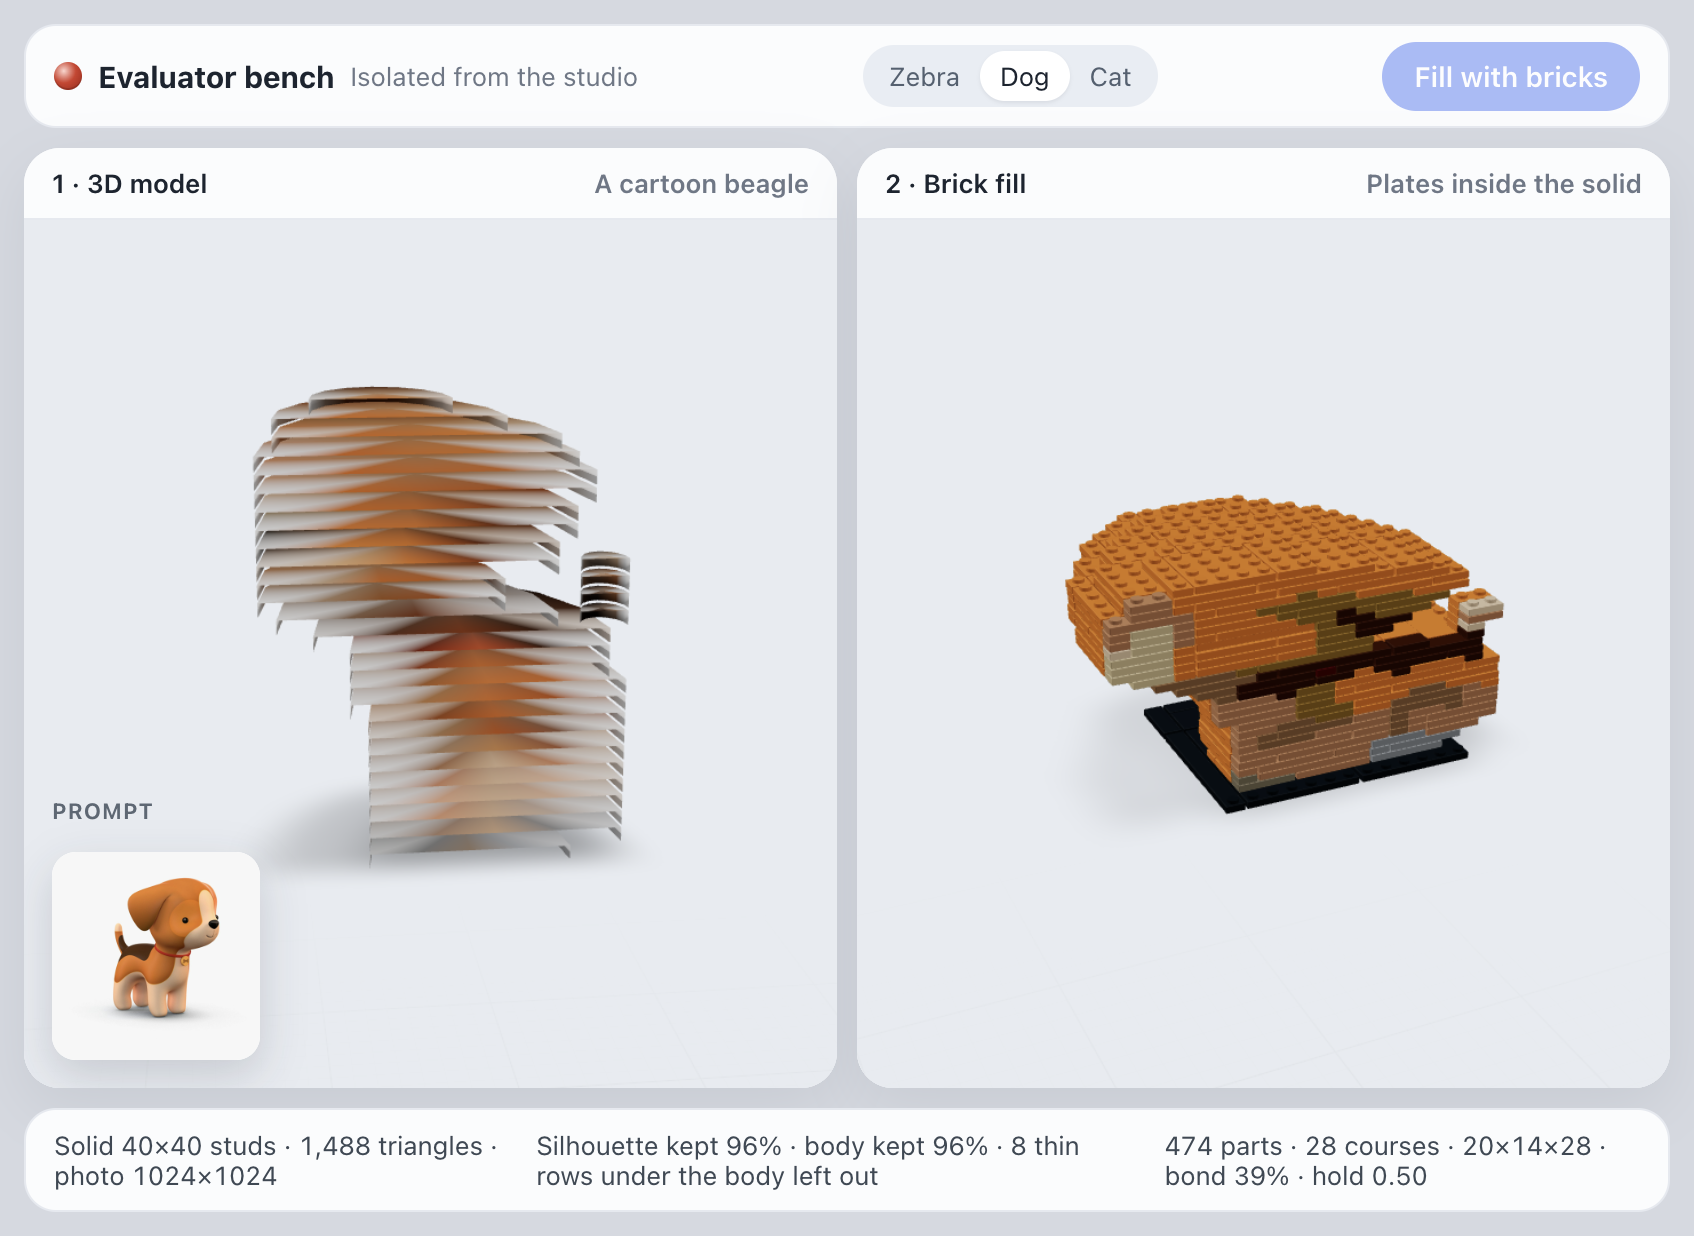 Evaluator bench Isolated from the studio
Zebra Dog Cat
Fill with bricks
1 · 3D model
A cartoon beagle
PROMPT
2 · Brick fill
Plates inside the solid
Solid 40×40 studs · 1,488 triangles ·
photo 1024×1024
Silhouette kept 96% · body kept 96% · 8 thin
rows under the body left out
474 parts · 28 courses · 20×14×28 ·
bond 39% · hold 0.50